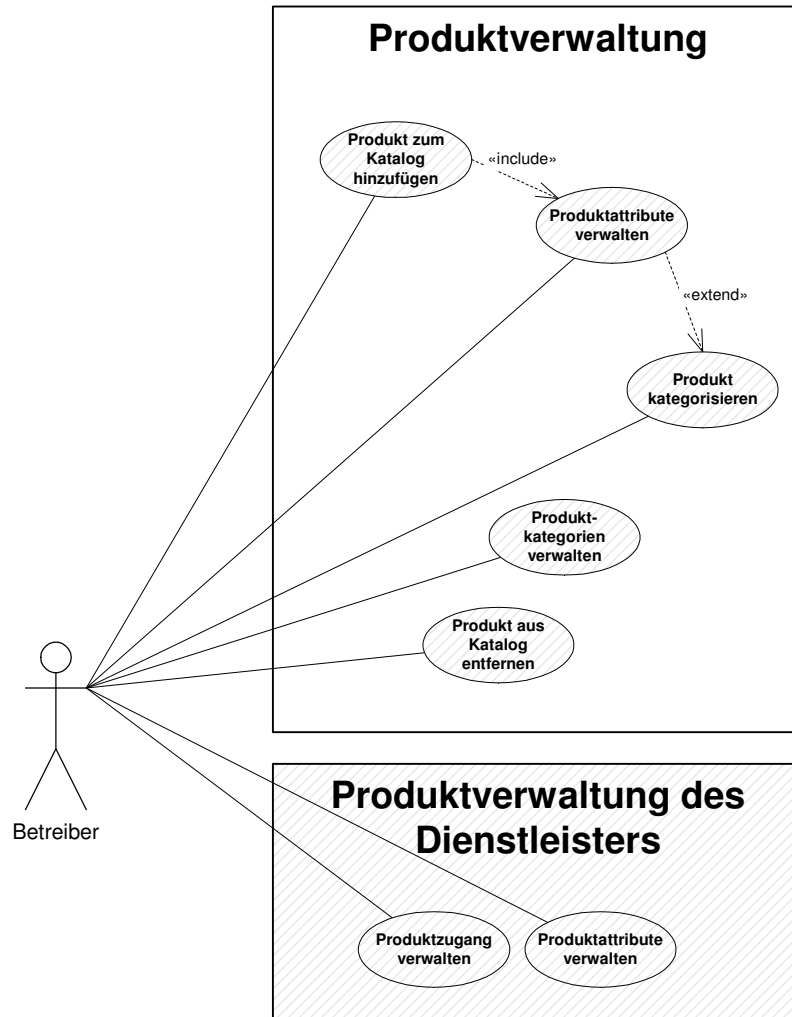 Produktverwaltung
Produkt zum
Katalog
hinzufügen
«include»
Produktattribute
verwalten
«extend»
Produkt
kategorisieren
Produkt-
kategorien
verwalten
Produkt aus
Katalog
entfernen
Betreiber
Produktverwaltung des
Dienstleisters
Produktzugang
verwalten
Produktattribute
verwalten